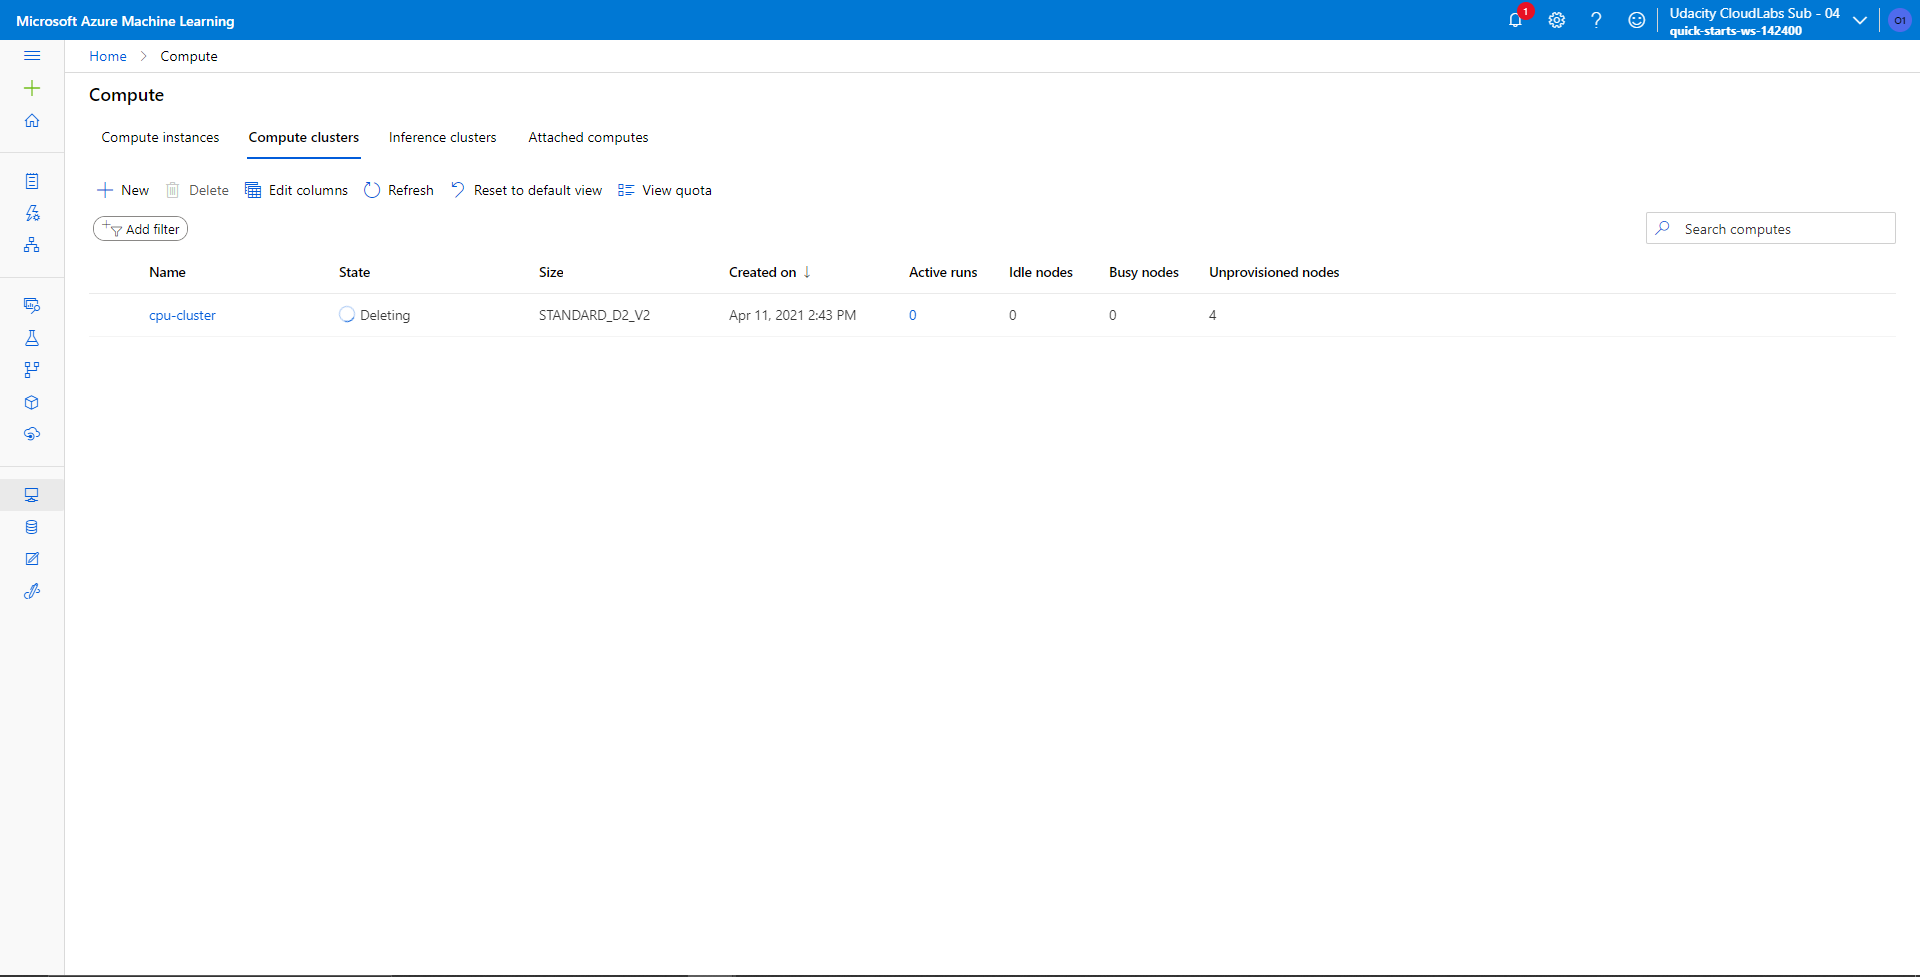 Microsoft Azure Machine Learning
1
Udacity CloudLabs Sub - 04
quick-starts-ws-142400
O1
Home > Compute
Compute
Compute instances Compute clusters Inference clusters Attached computes
New Delete Edit columns Refresh Reset to default view View quota
Add filter
Search computes
Name State Size Created on ↓ Active runs Idle nodes Busy nodes Unprovisioned nodes
cpu-cluster Deleting STANDARD_D2_V2 Apr 11, 2021 2:43 PM 0 0 0 4